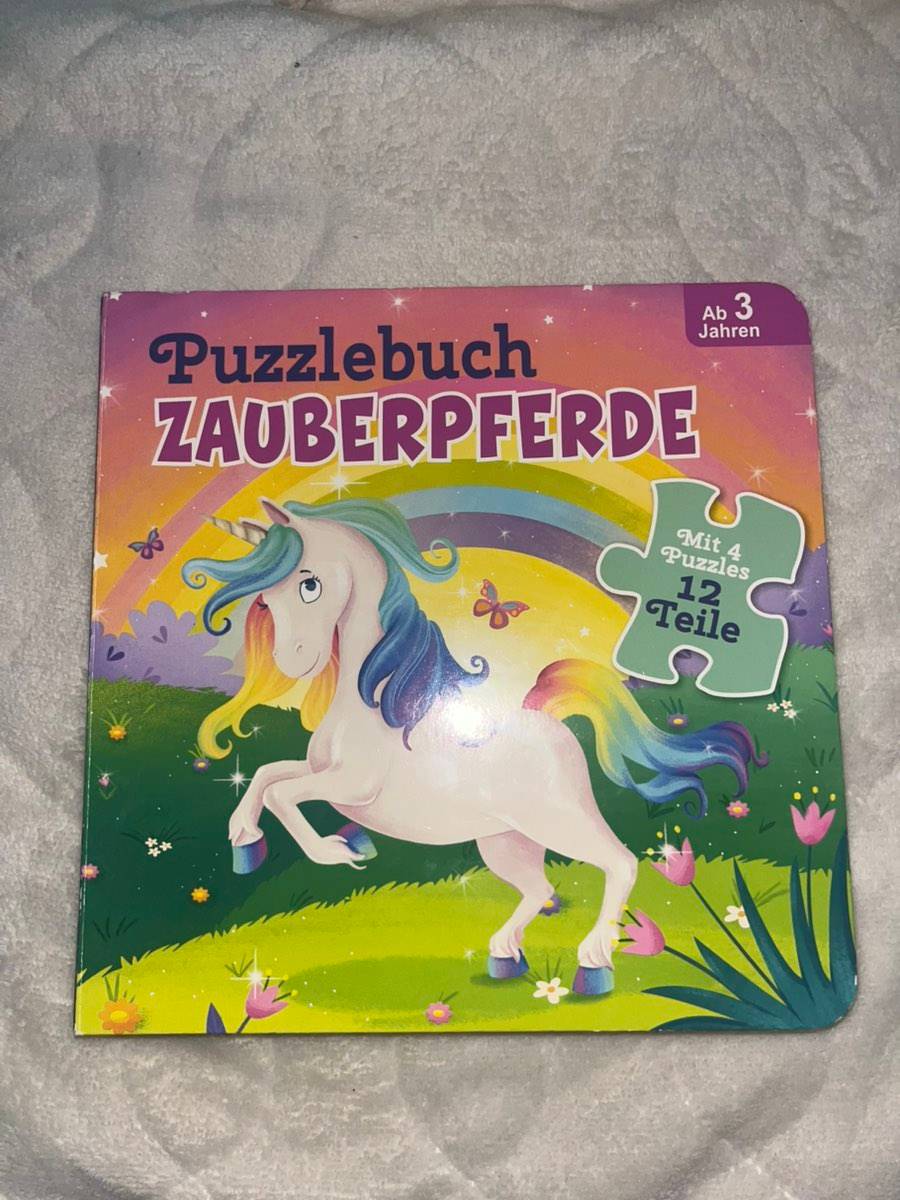 Ab 3
Jahren
Puzzlebuch
ZAUBERPFERDE
Mit 4
Puzzles
12
Teile